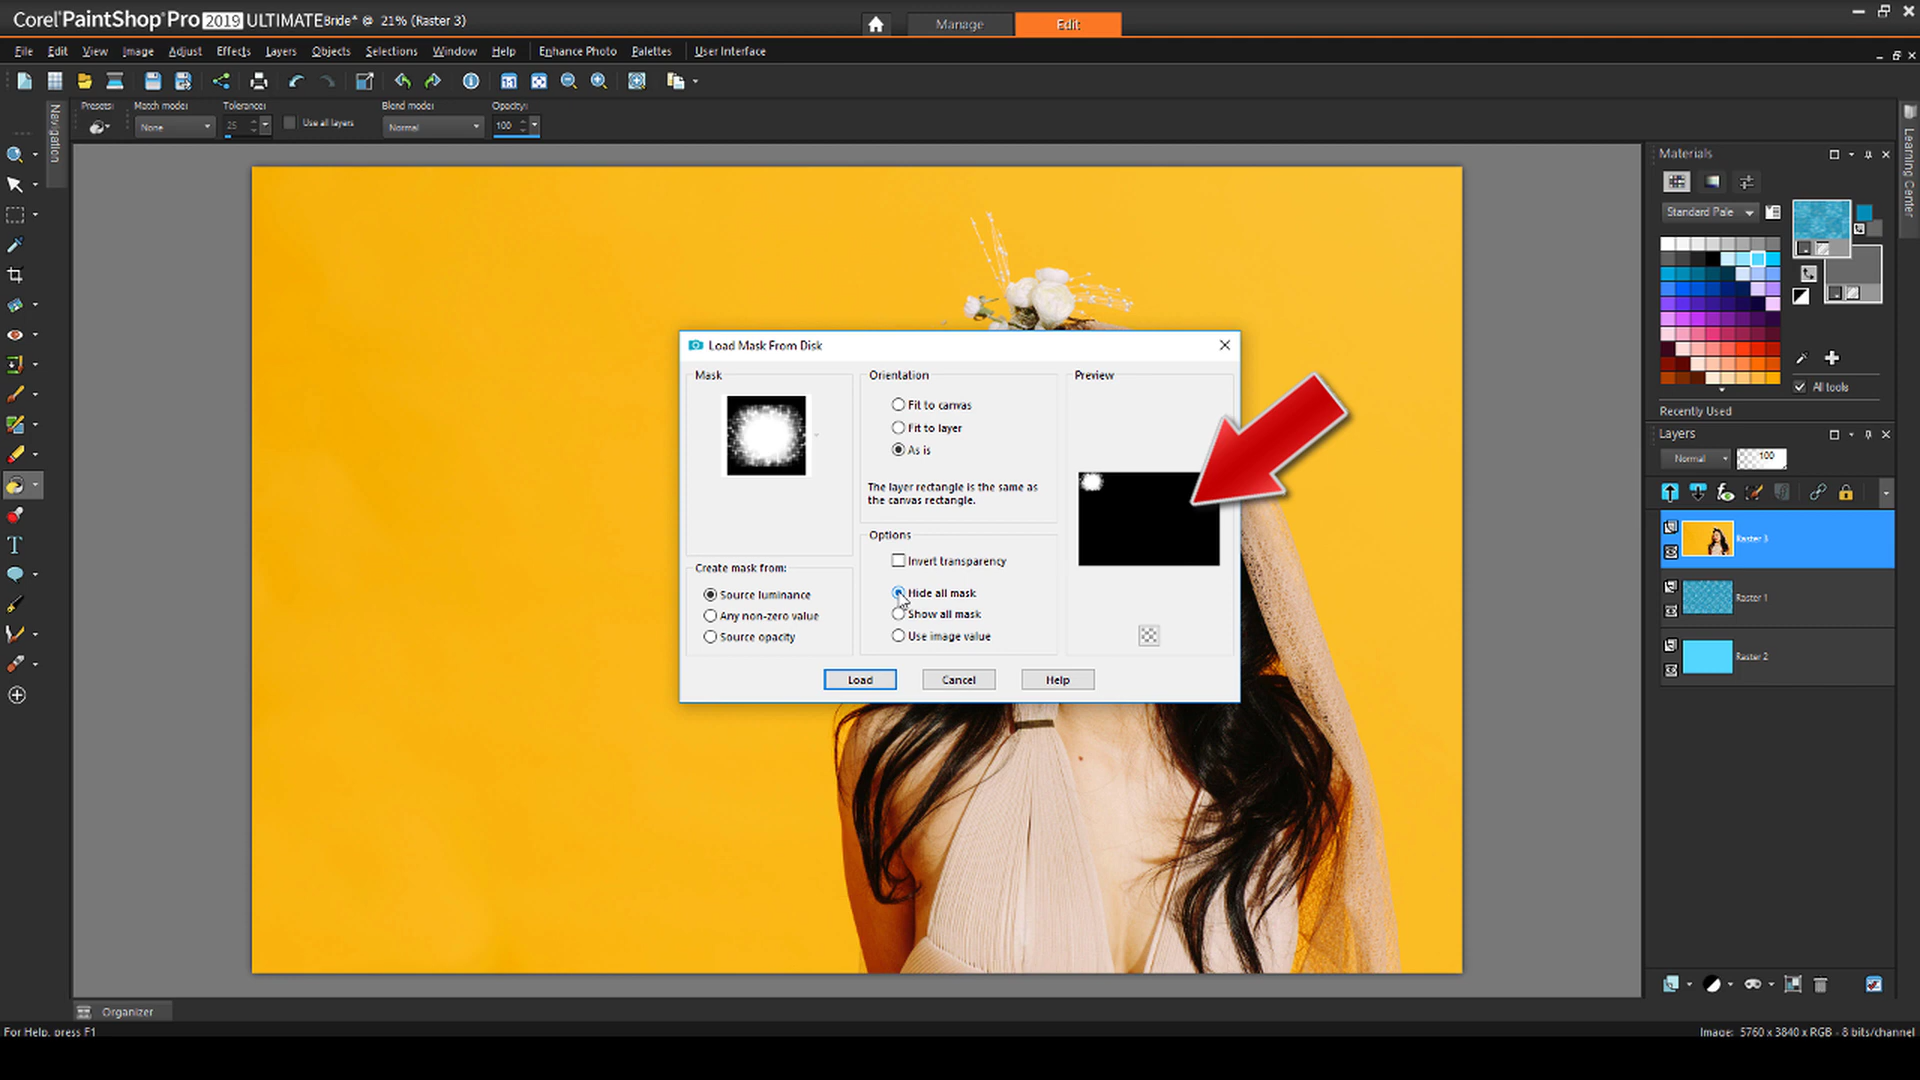 Corel PaintShop Pro 2019 ULTIMATE Bride* @ 21% (Raster 3)
Manage
Edit
File Edit View Image Adjust Effects Layers Objects Selections Window Help Enhance Photo Palettes User Interface
Presets: Match mode: Tolerance: Blend mode: Opacity:
None 25 Use all layers Normal 100
Navigation
Learning Center
Materials
Standard Pale
All tools
Recently Used
Layers
Normal 100
Raster 3
Raster 1
Raster 2
Load Mask From Disk
Mask
Orientation
Fit to canvas
Fit to layer
As is
The layer rectangle is the same as
the canvas rectangle.
Preview
Create mask from:
Source luminance
Any non-zero value
Source opacity
Options
Invert transparency
Hide all mask
Show all mask
Use image value
Load
Cancel
Help
Organizer
For Help, press F1
Image: 5760 x 3840 x RGB - 8 bits/channel